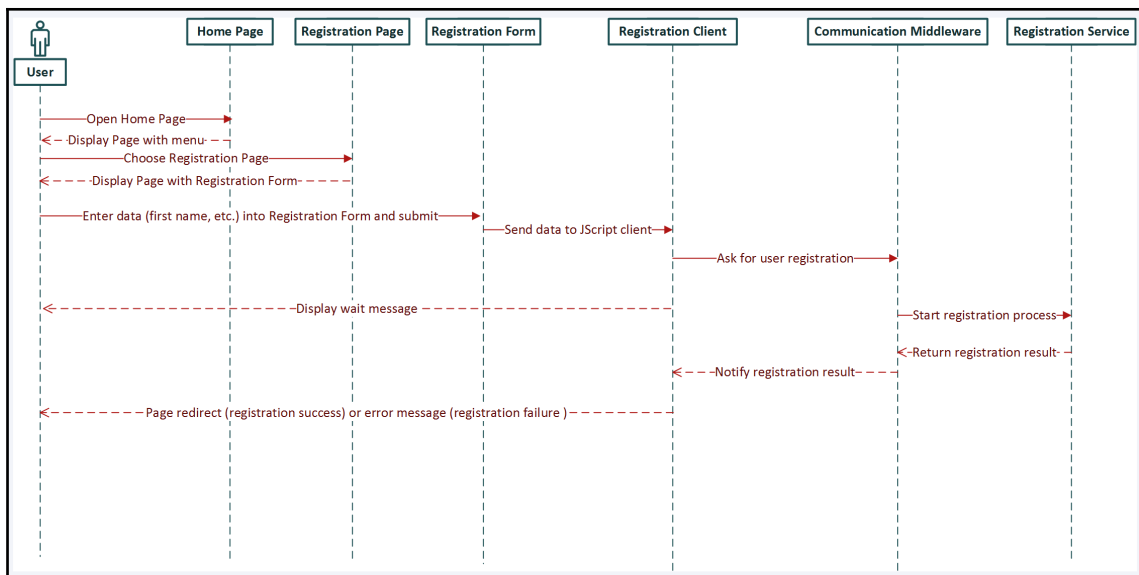 Home Page
Registration Page
Registration Form
Registration Client
Communication Middleware
Registration Service
User
Open Home Page
Display Page with menu
Choose Registration Page
Display Page with Registration Form
Enter data (first name, etc.) into Registration Form and submit
Send data to JScript client
Ask for user registration
Display wait message
Start registration process
Return registration result
Notify registration result
Page redirect (registration success) or error message (registration failure )